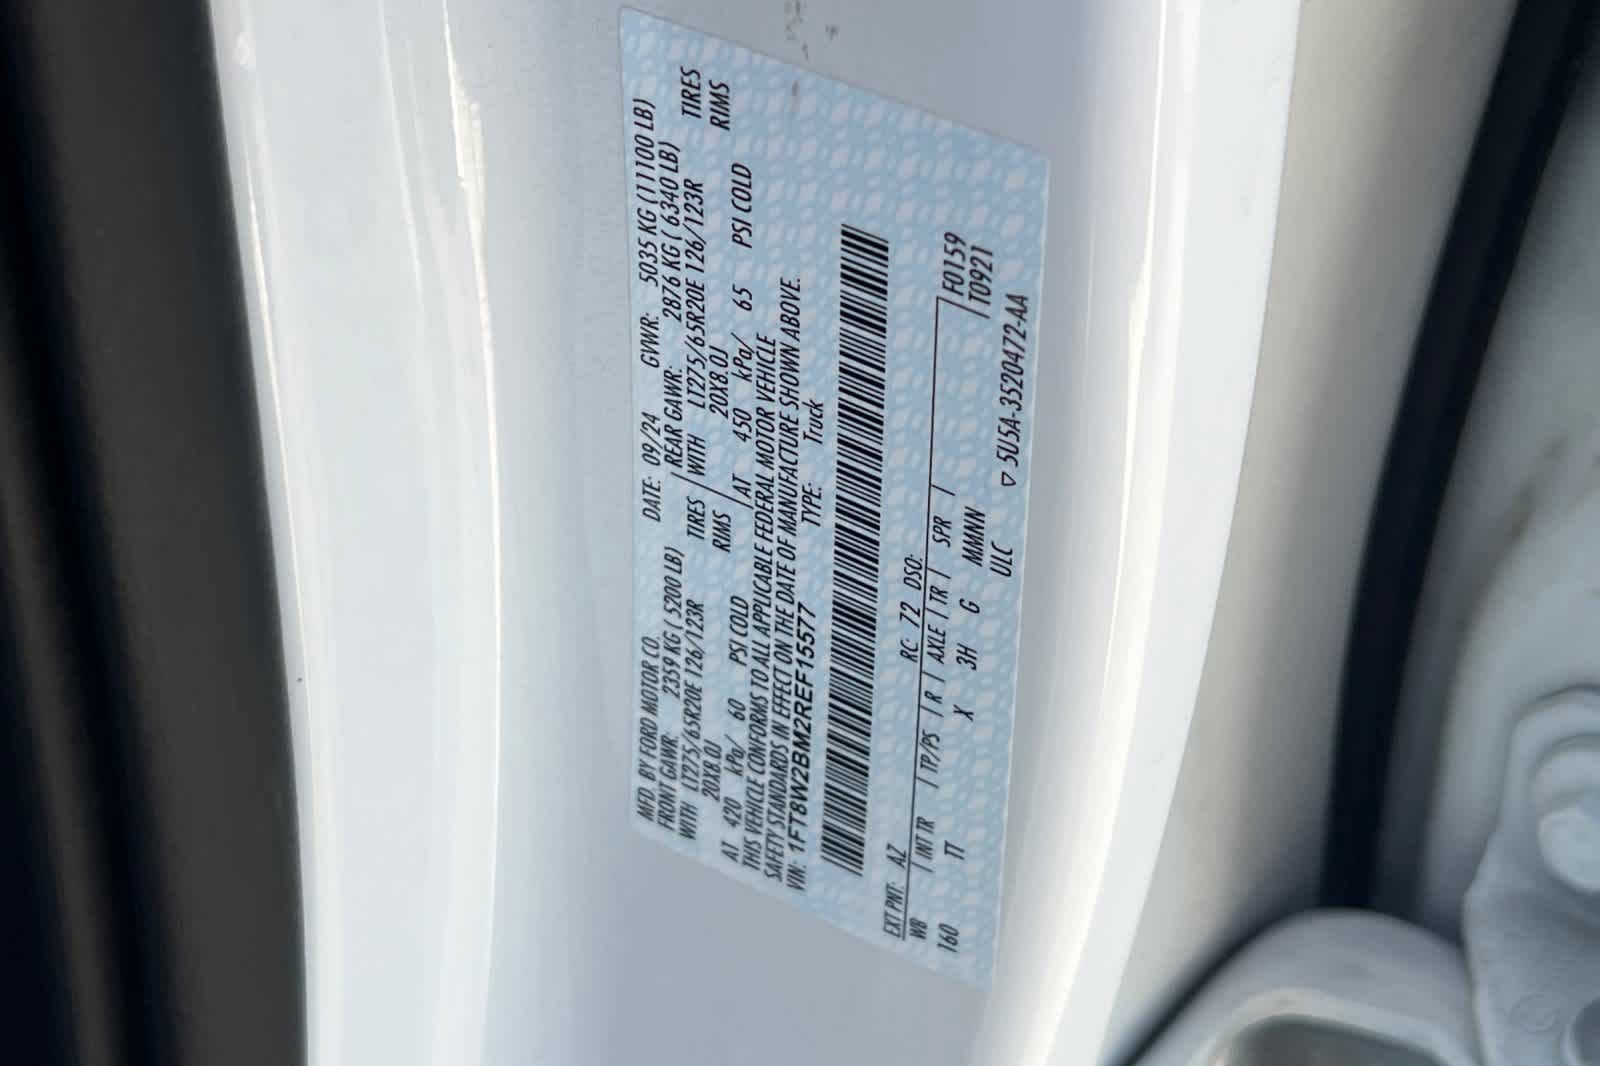 MFD. BY FORD MOTOR CO. DATE: 09/24 GVWR: 5035 KG (11100 LB)
FRONT GAWR: 2359 KG ( 5200 LB) REAR GAWR: 2876 KG ( 6340 LB)
WITH LT275/65R20E 126/123R TIRES WITH LT275/65R20E 126/123R TIRES
20X8.0J RIMS 20X8.0J RIMS
AT 420 kPa/ 60 PSI COLD AT 450 kPa/ 65 PSI COLD
THIS VEHICLE CONFORMS TO ALL APPLICABLE FEDERAL MOTOR VEHICLE
SAFETY STANDARDS IN EFFECT ON THE DATE OF MANUFACTURE SHOWN ABOVE.
VIN: 1FT8W2BM2REF15577 TYPE: Truck
EXT PNT: AZ RC: 72 DSO: F0159
WB INT TR TP/PS R AXLE TR SPR T0921
160 TT X 3H G MMNW
ULC ▽ 5U5A-3520472-AA